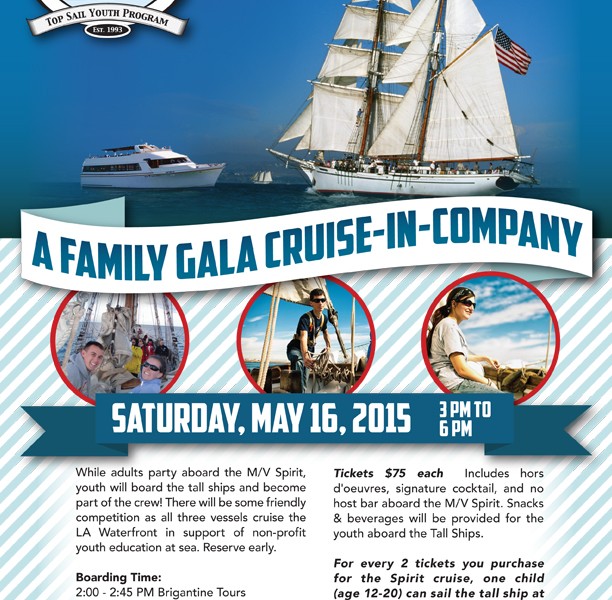 TOP SAIL YOUTH PROGRAM
EST. 1993
A FAMILY GALA CRUISE-IN-COMPANY
SATURDAY, MAY 16, 2015
3 PM TO
6 PM
While adults party aboard the M/V Spirit,
youth will board the tall ships and become
part of the crew! There will be some friendly
competition as all three vessels cruise the
LA Waterfront in support of non-profit
youth education at sea. Reserve early.
Boarding Time:
2:00 - 2:45 PM Brigantine Tours
Tickets $75 each Includes hors
d'oeuvres, signature cocktail, and no
host bar aboard the M/V Spirit. Snacks
& beverages will be provided for the
youth aboard the Tall Ships.
For every 2 tickets you purchase
for the Spirit cruise, one child
(age 12-20) can sail the tall ship at